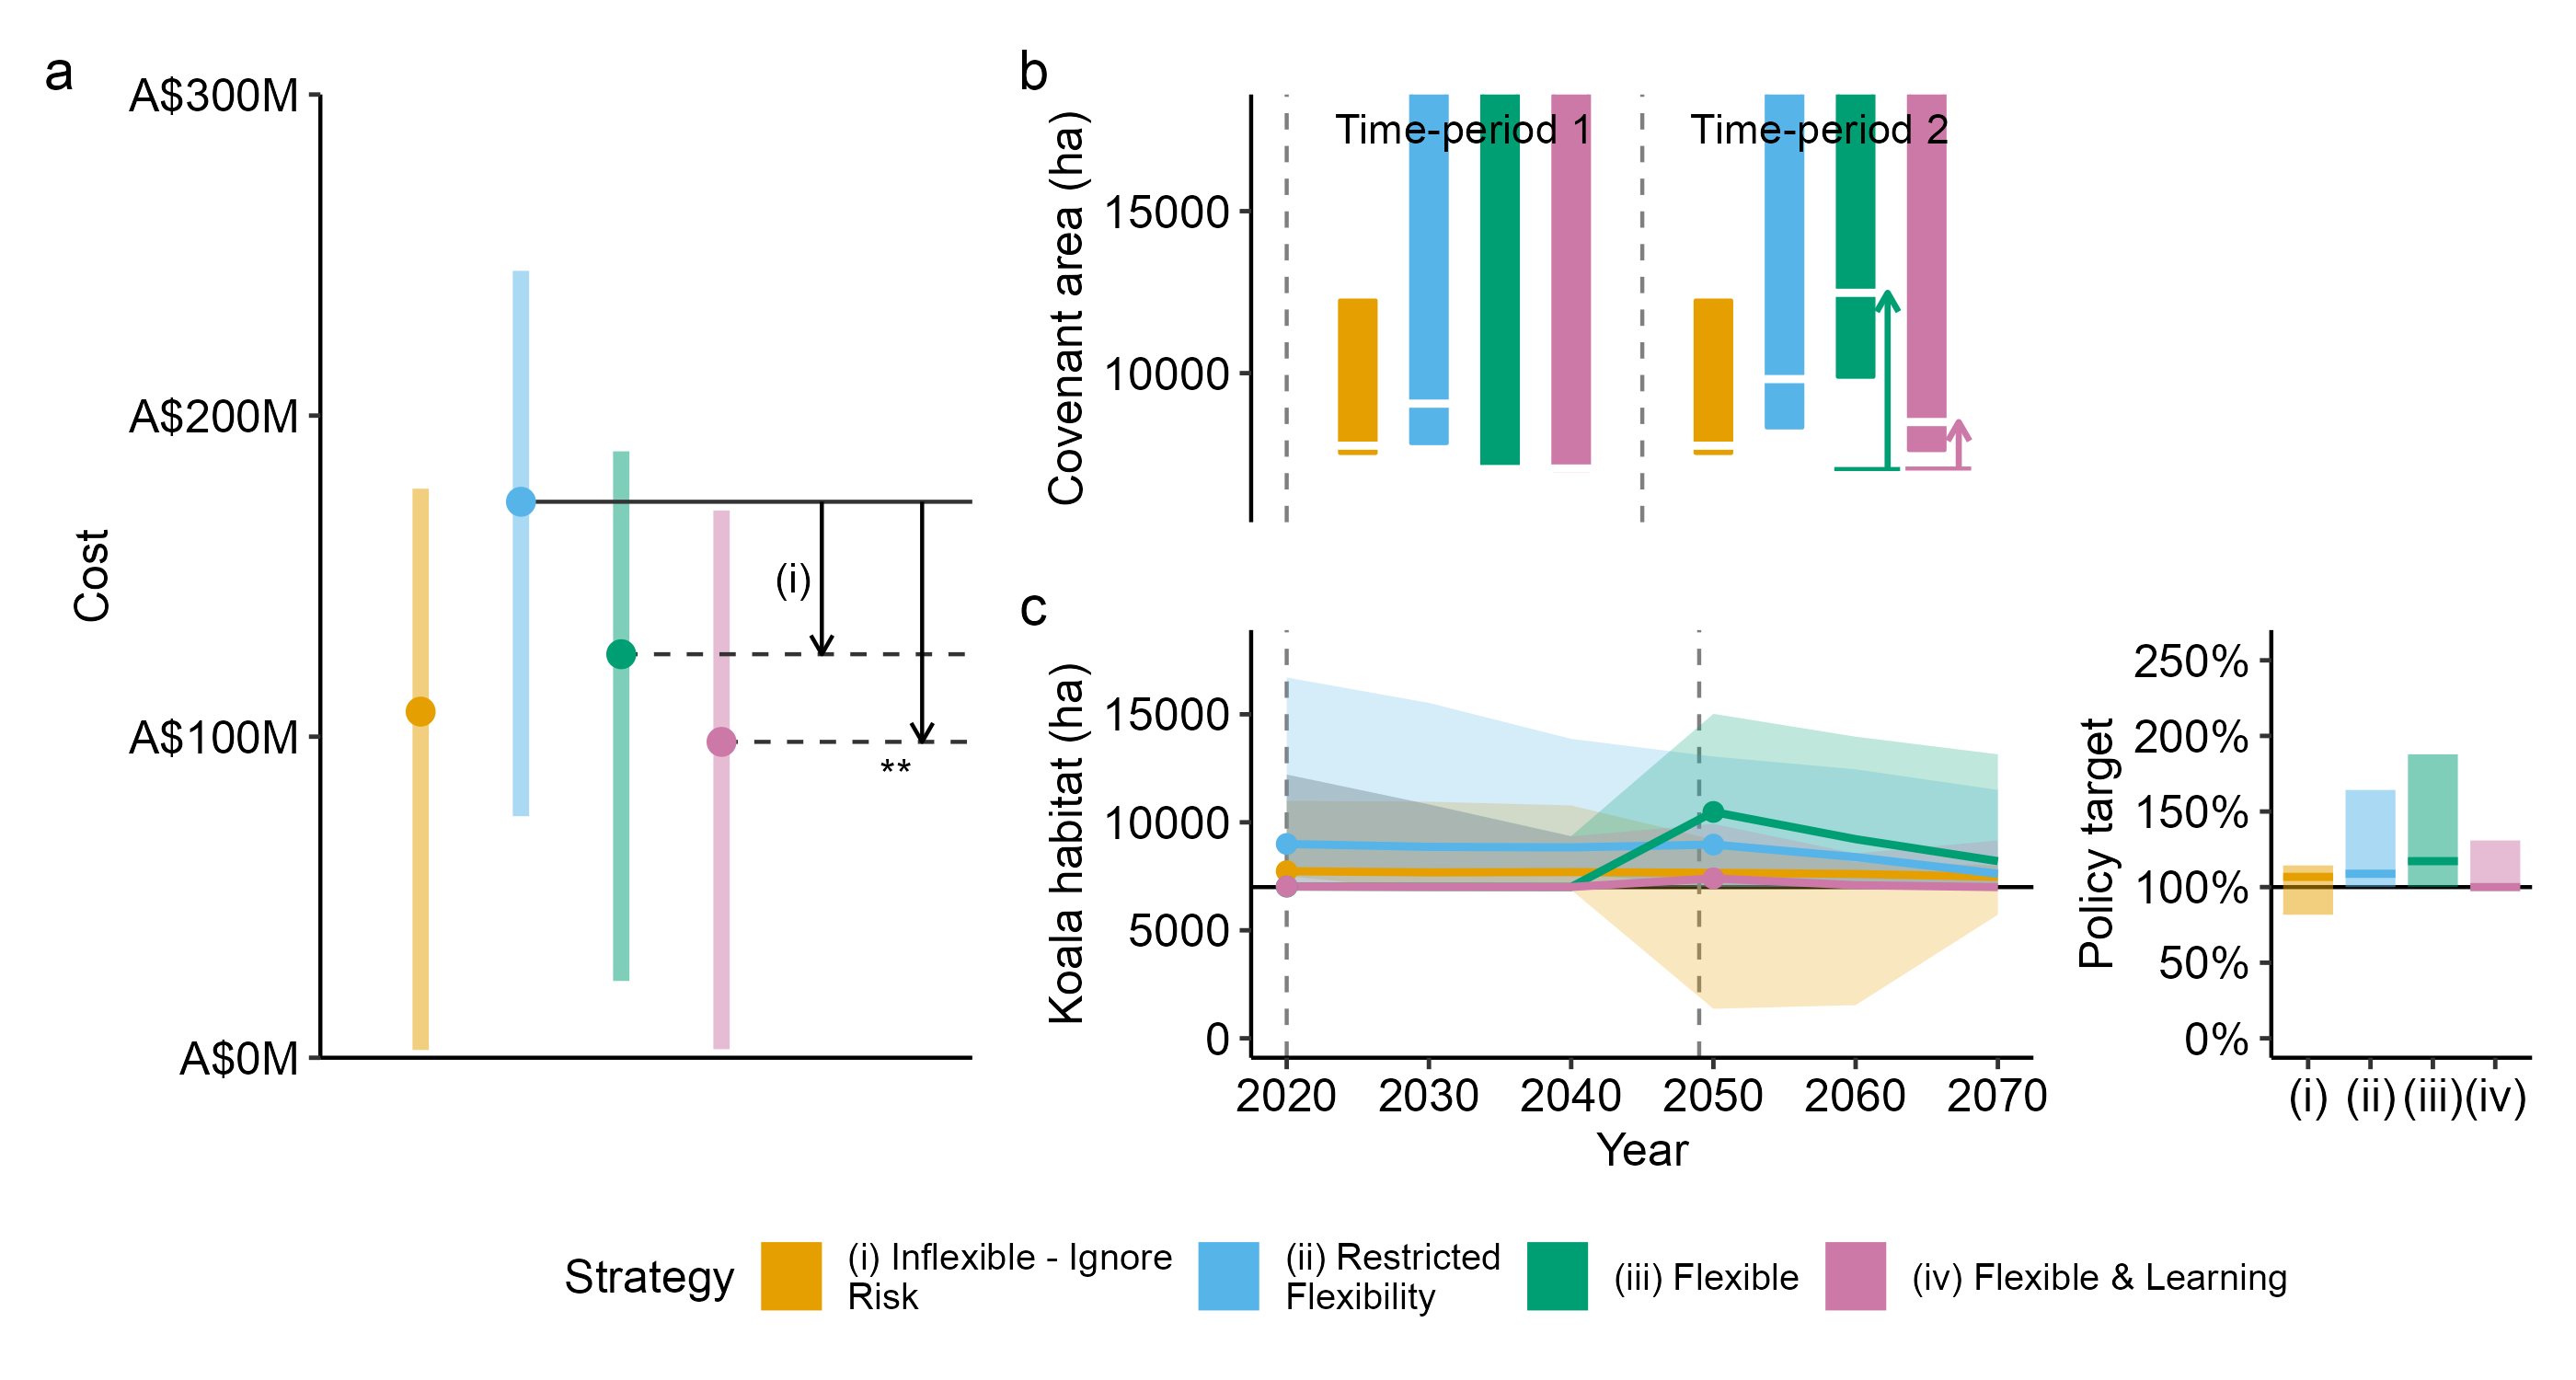 a
A$300M
A$200M
A$100M
A$0M
Cost
(i)
**
b
Covenant area (ha)
15000
10000
Time-period 1
Time-period 2
c
Koala habitat (ha)
15000
10000
5000
0
2020 2030 2040 2050 2060 2070
Year
Policy target
250%
200%
150%
100%
50%
0%
(i) (ii) (iii) (iv)
Strategy
(i) Inflexible - Ignore
Risk
(ii) Restricted
Flexibility
(iii) Flexible
(iv) Flexible & Learning